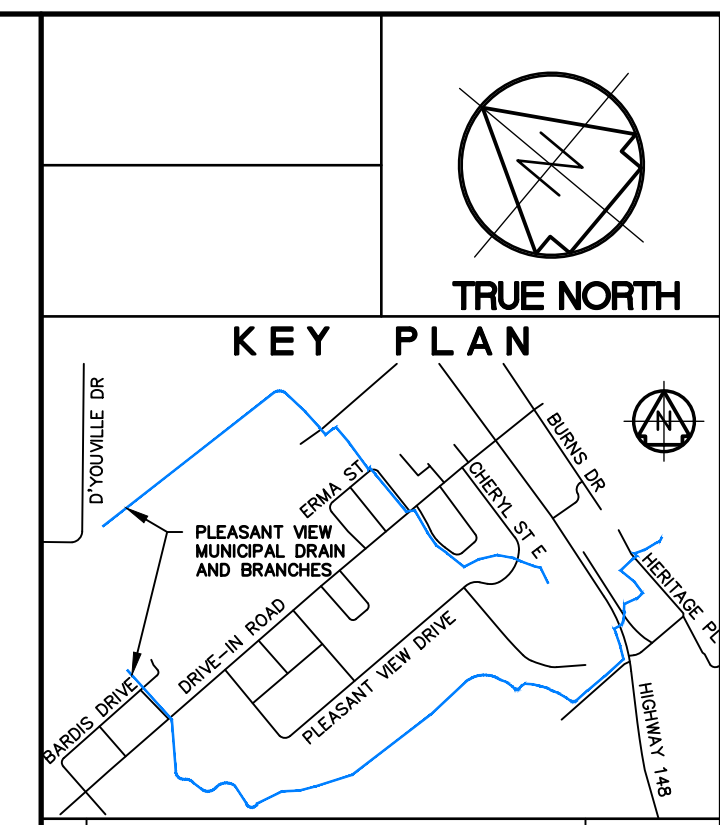 N
TRUE NORTH
KEY PLAN
N
D'YOUVILLE DR
BURNS DR
ERMA ST
CHERYL ST E
PLEASANT VIEW
MUNICIPAL DRAIN
AND BRANCHES
HERITAGE PL
DRIVE-IN ROAD
PLEASANT VIEW DRIVE
BARDIS DRIVE
HIGHWAY 148